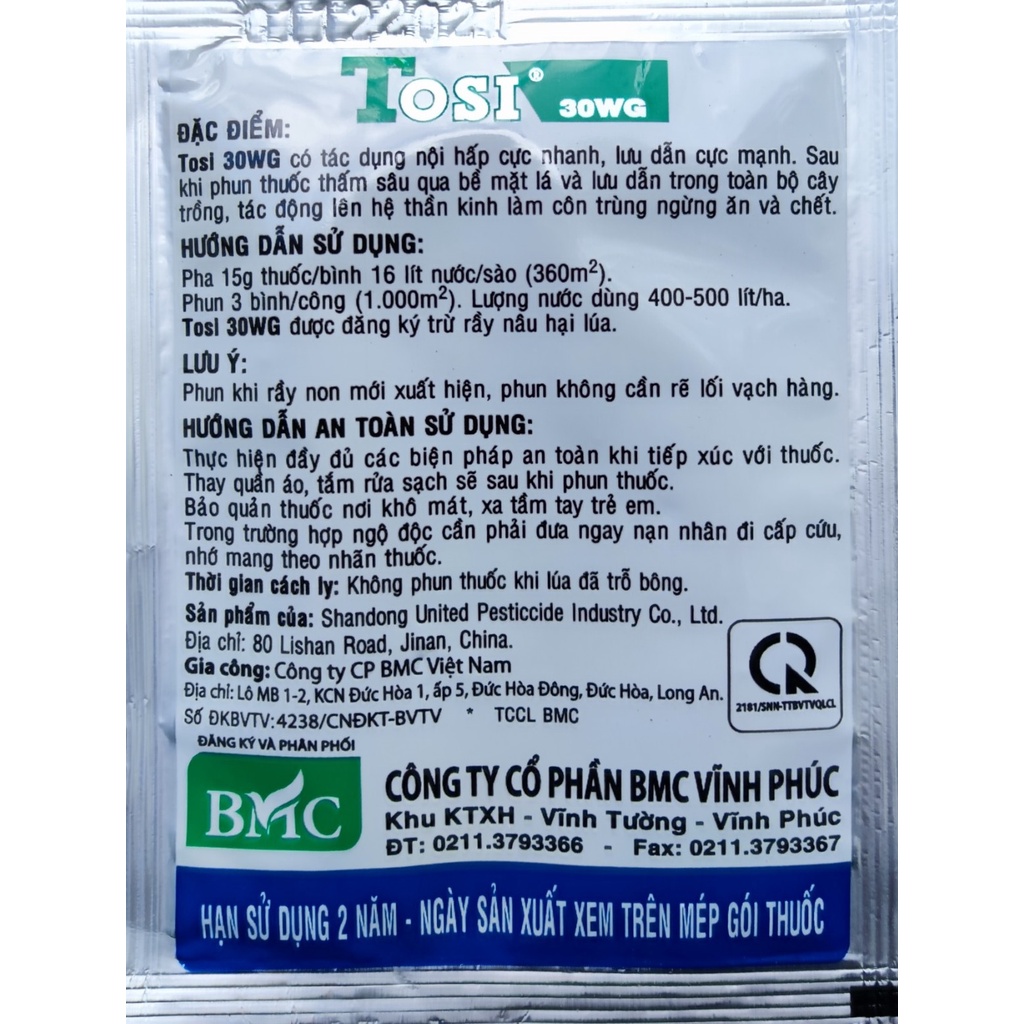 TOSI® 30WG
ĐẶC ĐIỂM:
Tosi 30WG có tác dụng nội hấp cực nhanh, lưu dẫn cực mạnh. Sau
khi phun thuốc thấm sâu qua bề mặt lá và lưu dẫn trong toàn bộ cây
trồng, tác động lên hệ thần kinh làm côn trùng ngừng ăn và chết.
HƯỚNG DẪN SỬ DỤNG:
Pha 15g thuốc/bình 16 lít nước/sào (360m²).
Phun 3 bình/công (1.000m²). Lượng nước dùng 400-500 lít/ha.
Tosi 30WG được đăng ký trừ rầy nâu hại lúa.
LƯU Ý:
Phun khi rầy non mới xuất hiện, phun không cần rẽ lối vạch hàng.
HƯỚNG DẪN AN TOÀN SỬ DỤNG:
Thực hiện đầy đủ các biện pháp an toàn khi tiếp xúc với thuốc.
Thay quần áo, tắm rửa sạch sẽ sau khi phun thuốc.
Bảo quản thuốc nơi khô mát, xa tầm tay trẻ em.
Trong trường hợp ngộ độc cần phải đưa ngay nạn nhân đi cấp cứu,
nhớ mang theo nhãn thuốc.
Thời gian cách ly: Không phun thuốc khi lúa đã trỗ bông.
Sản phẩm của: Shandong United Pesticcide Industry Co., Ltd.
Địa chỉ: 80 Lishan Road, Jinan, China.
Gia công: Công ty CP BMC Việt Nam
Địa chỉ: Lô MB 1-2, KCN Đức Hòa 1, ấp 5, Đức Hòa Đông, Đức Hòa, Long An.
Số ĐKBVTV: 4238/CNĐKT-BVTV * TCCL BMC
2181/SNN-TTBVTVQLCL
ĐĂNG KÝ VÀ PHÂN PHỐI
BMC
CÔNG TY CỔ PHẦN BMC VĨNH PHÚC
Khu KTXH - Vĩnh Tường - Vĩnh Phúc
ĐT: 0211.3793366 - Fax: 0211.3793367
HẠN SỬ DỤNG 2 NĂM - NGÀY SẢN XUẤT XEM TRÊN MÉP GÓI THUỐC